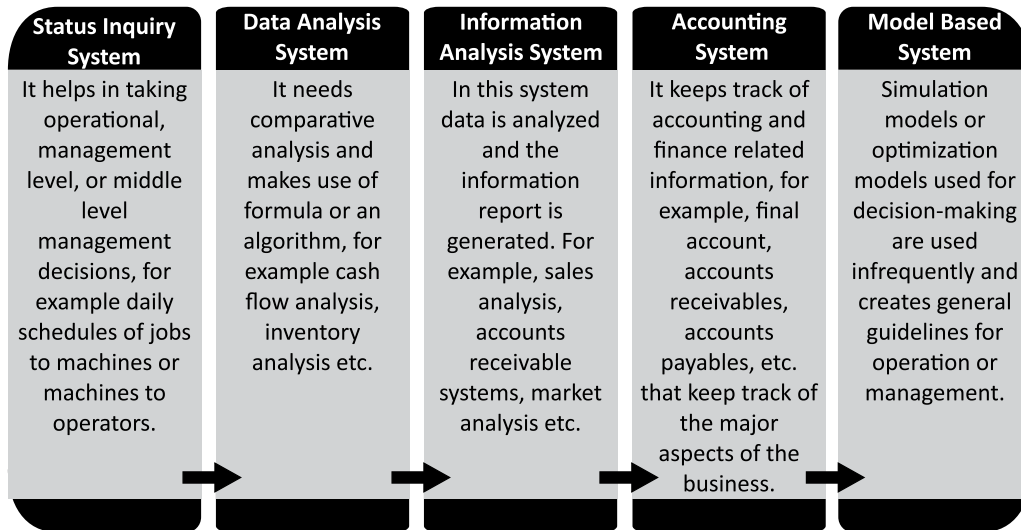 Status Inquiry
System
It helps in taking
operational,
management
level, or middle
level
management
decisions, for
example daily
schedules of jobs
to machines or
machines to
operators.
Data Analysis
System
It needs
comparative
analysis and
makes use of
formula or an
algorithm, for
example cash
flow analysis,
inventory
analysis etc.
Information
Analysis System
In this system
data is analyzed
and the
information
report is
generated. For
example, sales
analysis,
accounts
receivable
systems, market
analysis etc.
Accounting
System
It keeps track of
accounting and
finance related
information, for
example, final
account,
accounts
receivables,
accounts
payables, etc.
that keep track of
the major
aspects of the
business.
Model Based
System
Simulation
models or
optimization
models used for
decision-making
are used
infrequently and
creates general
guidelines for
operation or
management.